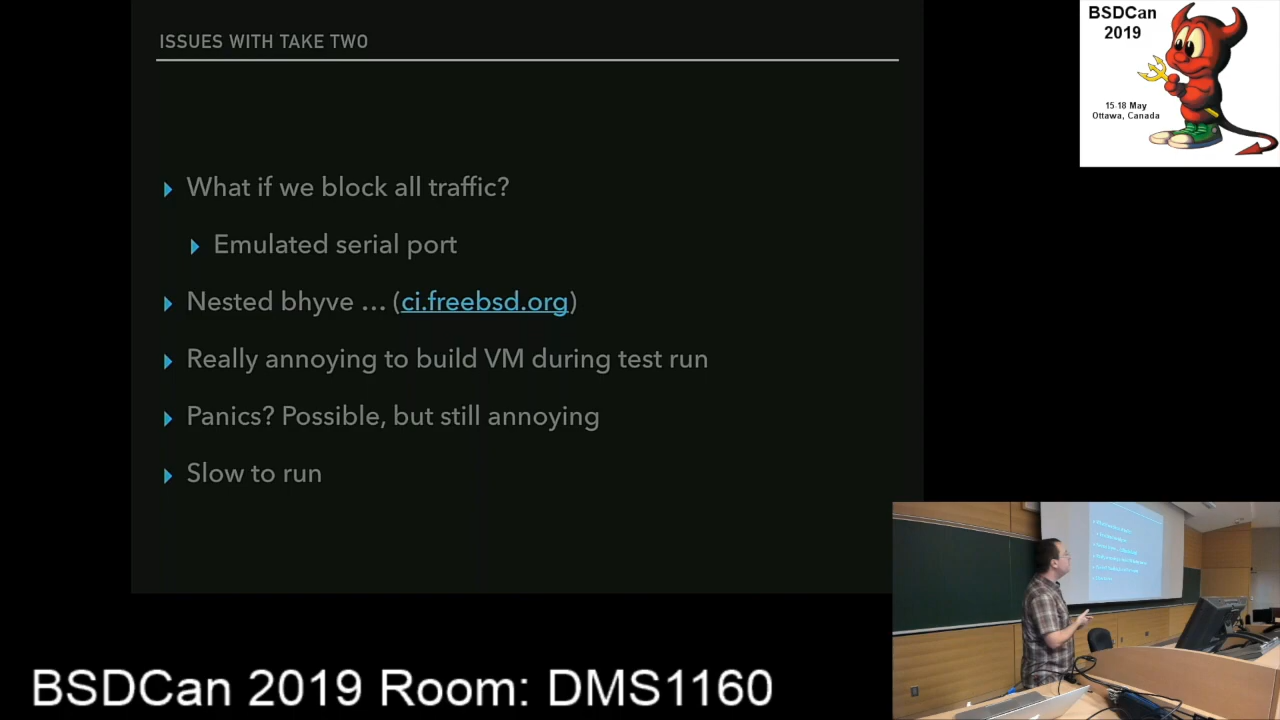 ISSUES WITH TAKE TWO
What if we block all traffic?
Emulated serial port
Nested bhyve … (ci.freebsd.org)
Really annoying to build VM during test run
Panics? Possible, but still annoying
Slow to run
BSDCan
2019
15-18 May
Ottawa, Canada
BSDCan 2019 Room: DMS1160